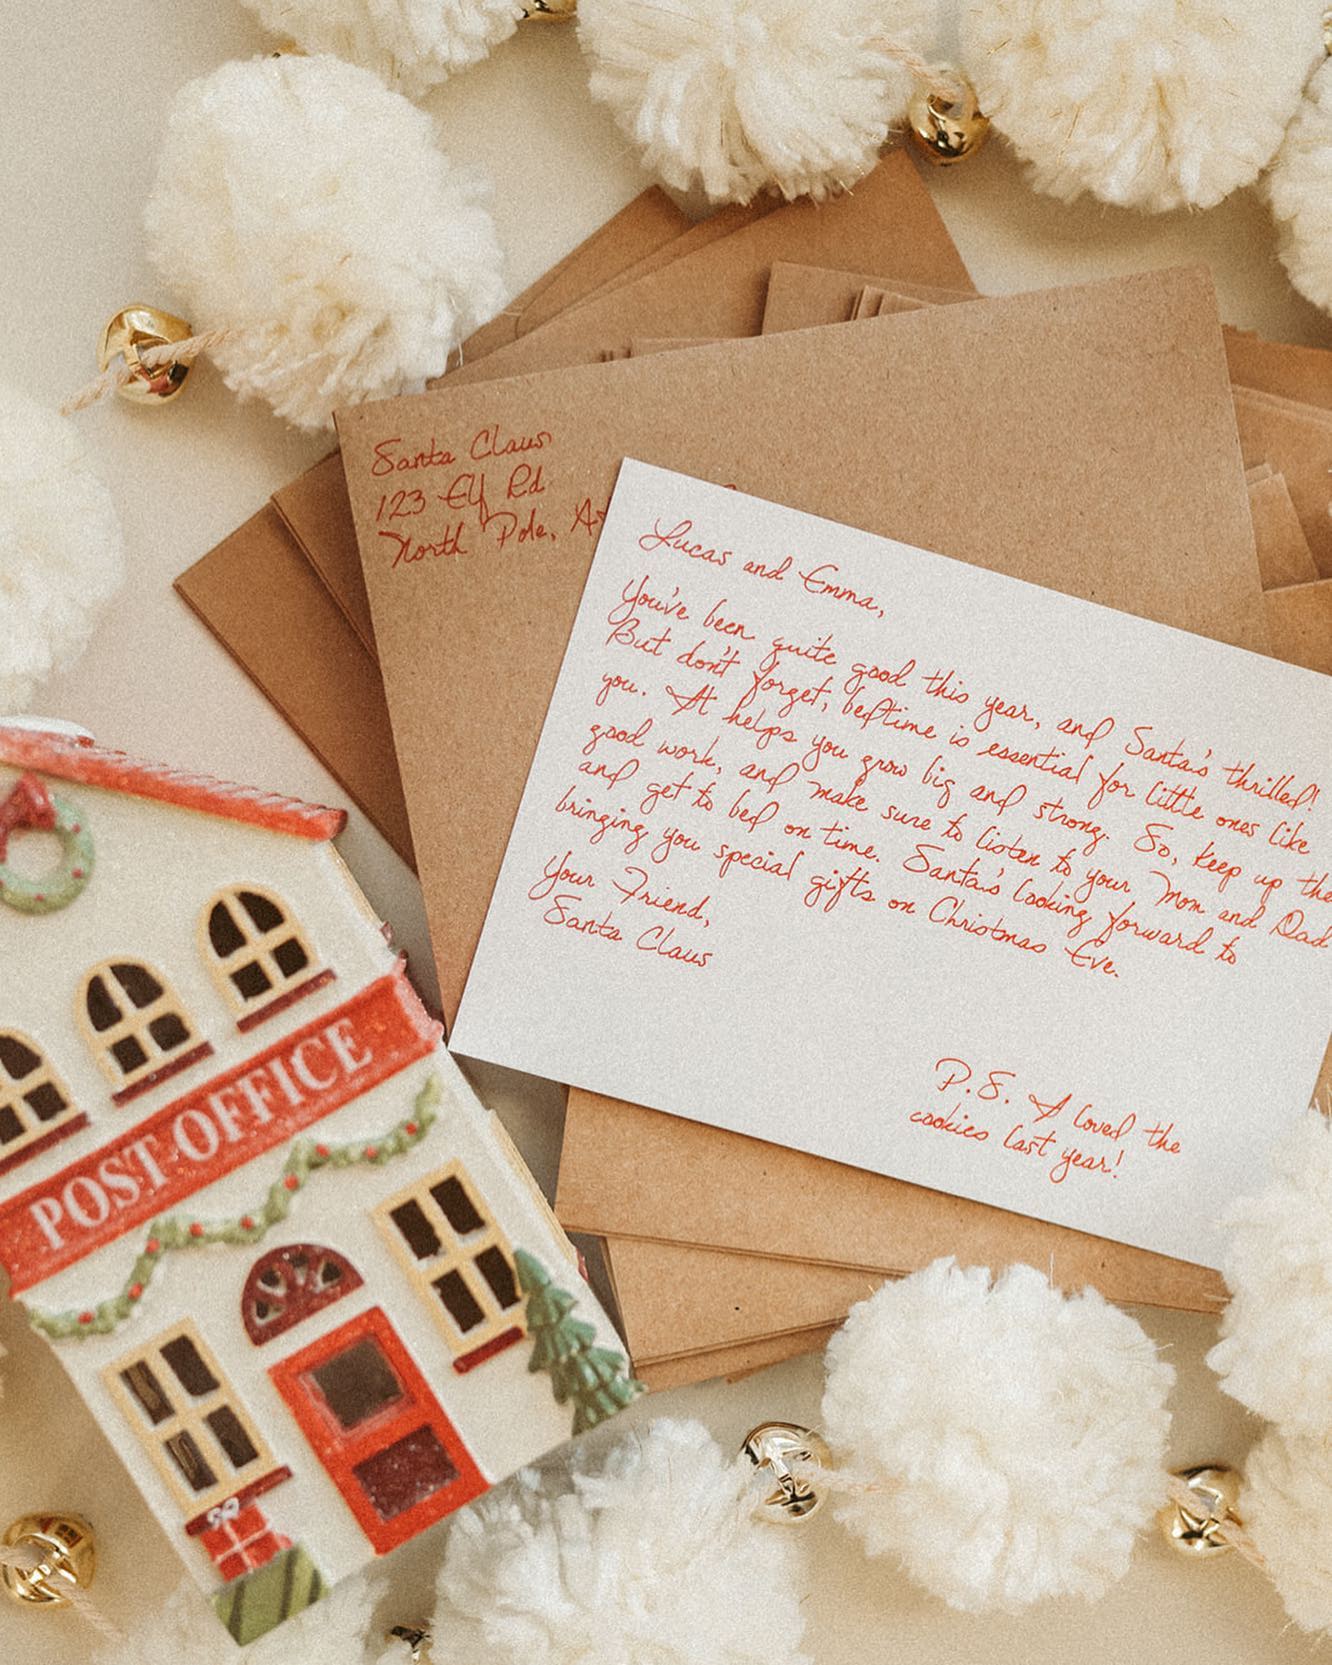 Santa Claus
123 Elf Rd
North Pole,
Lucas and Emma,
You've been quite good this year, and Santa's thrilled!
But don't forget, bedtime is essential for little ones like
you. It helps you grow big and strong. So, keep up the
good work, and make sure to listen to your Mom and Dad
and get to bed on time. Santa's looking forward to
bringing you special gifts on Christmas Eve.
Your Friend,
Santa Claus
P.S. I loved the
cookies last year!
POST OFFICE